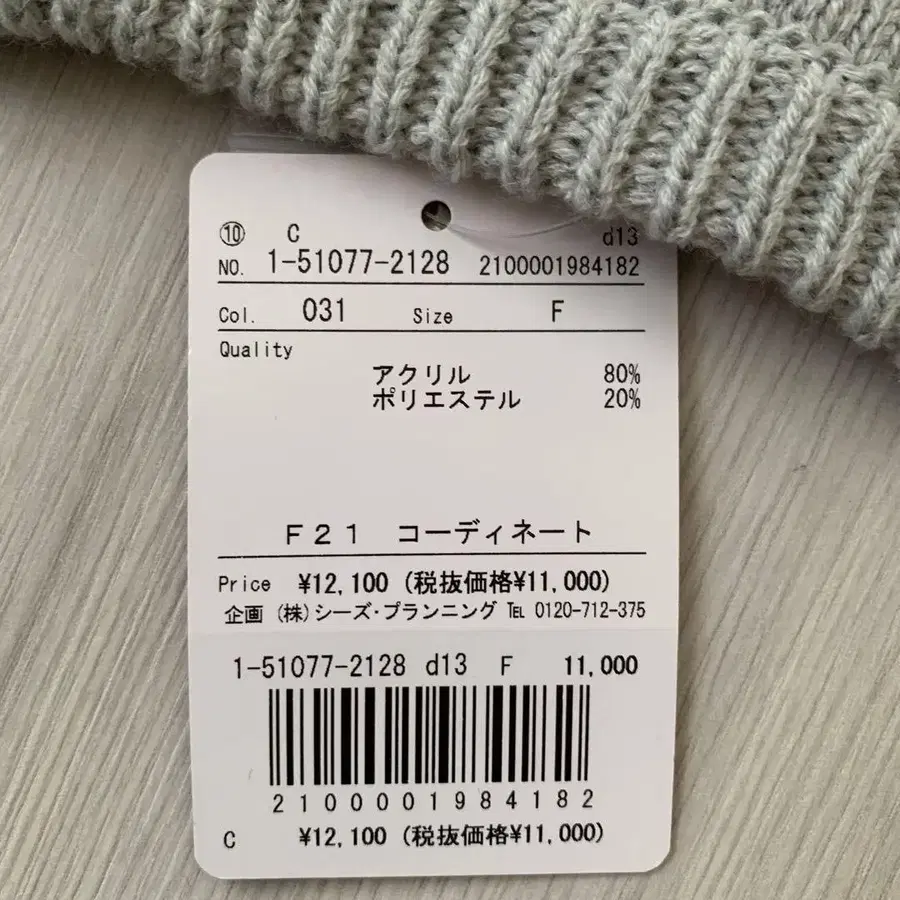 ⑩ C d13
NO. 1-51077-2128 2100001984182
Col. 031 Size F
Quality
アクリル 80%
ポリエステル 20%
F21 コーディネート
Price ¥12,100 (税抜価格¥11,000)
企画 (株)シーズ・プランニング ℡ 0120-712-375
1-51077-2128 d13 F 11,000
2100001984182
C ¥12,100 (税抜価格¥11,000)